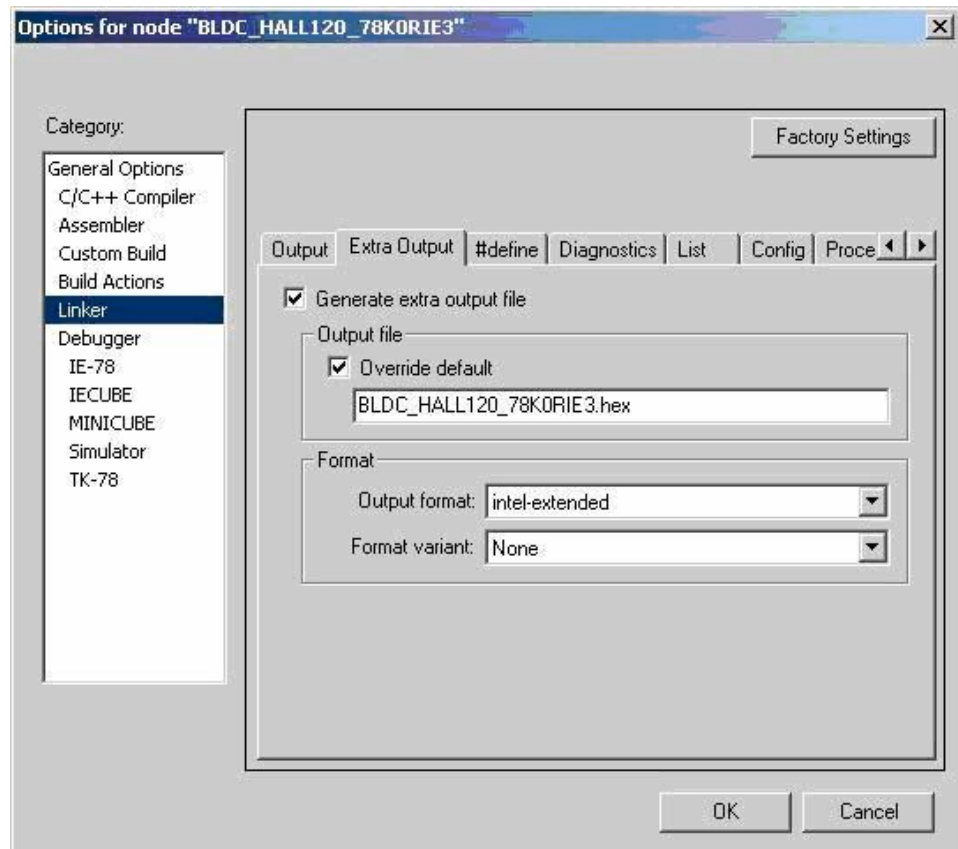 Options for node "BLDC_HALL120_78K0RIE3"
Category:
Factory Settings
General Options
C/C++ Compiler
Assembler
Custom Build
Build Actions
Linker
Debugger
IE-78
IECUBE
MINICUBE
Simulator
TK-78
Output
Extra Output
#define
Diagnostics
List
Config
Proce
Generate extra output file
Output file
Override default
BLDC_HALL120_78K0RIE3.hex
Format
Output format: intel-extended
Format variant: None
OK
Cancel